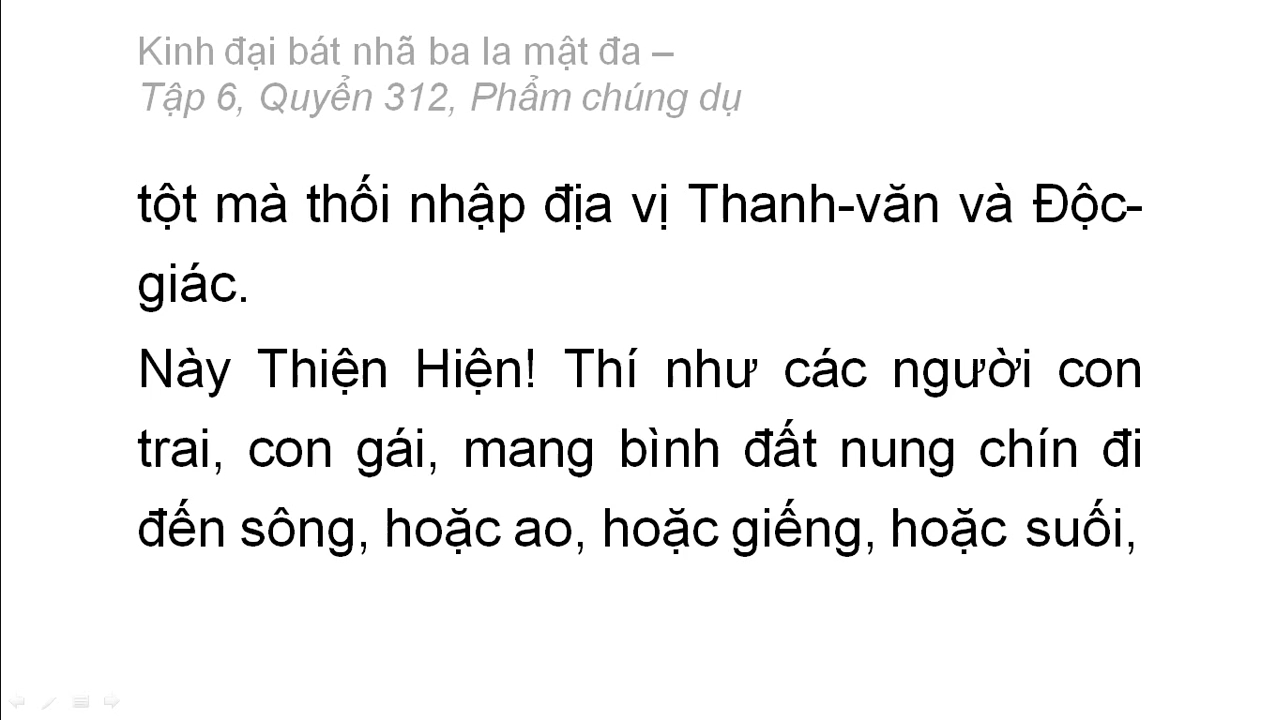 Kinh đại bát nhã ba la mật đa –
Tập 6, Quyển 312, Phẩm chúng dụ
tột mà thối nhập địa vị Thanh-văn và Độc-
giác.
Này Thiện Hiện! Thí như các người con
trai, con gái, mang bình đất nung chín đi
đến sông, hoặc ao, hoặc giếng, hoặc suối,